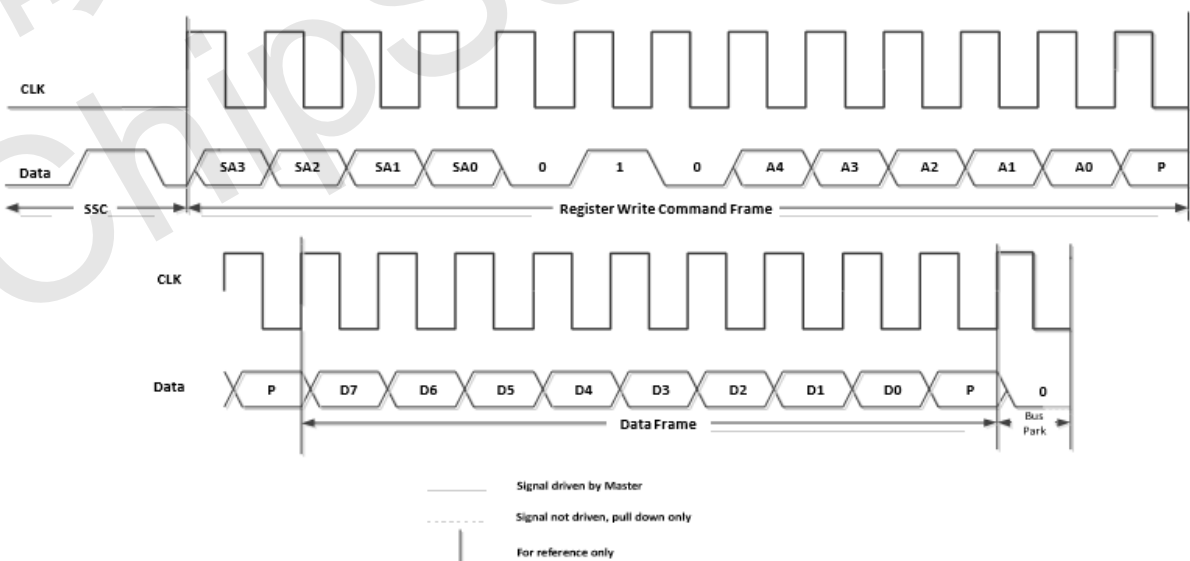 CLK
Data SA3 SA2 SA1 SA0 0 1 0 A4 A3 A2 A1 A0 P
SSC Register Write Command Frame
CLK
Data P D7 D6 D5 D4 D3 D2 D1 D0 P 0
Data Frame Bus
Park
Signal driven by Master
Signal not driven, pull down only
For reference only